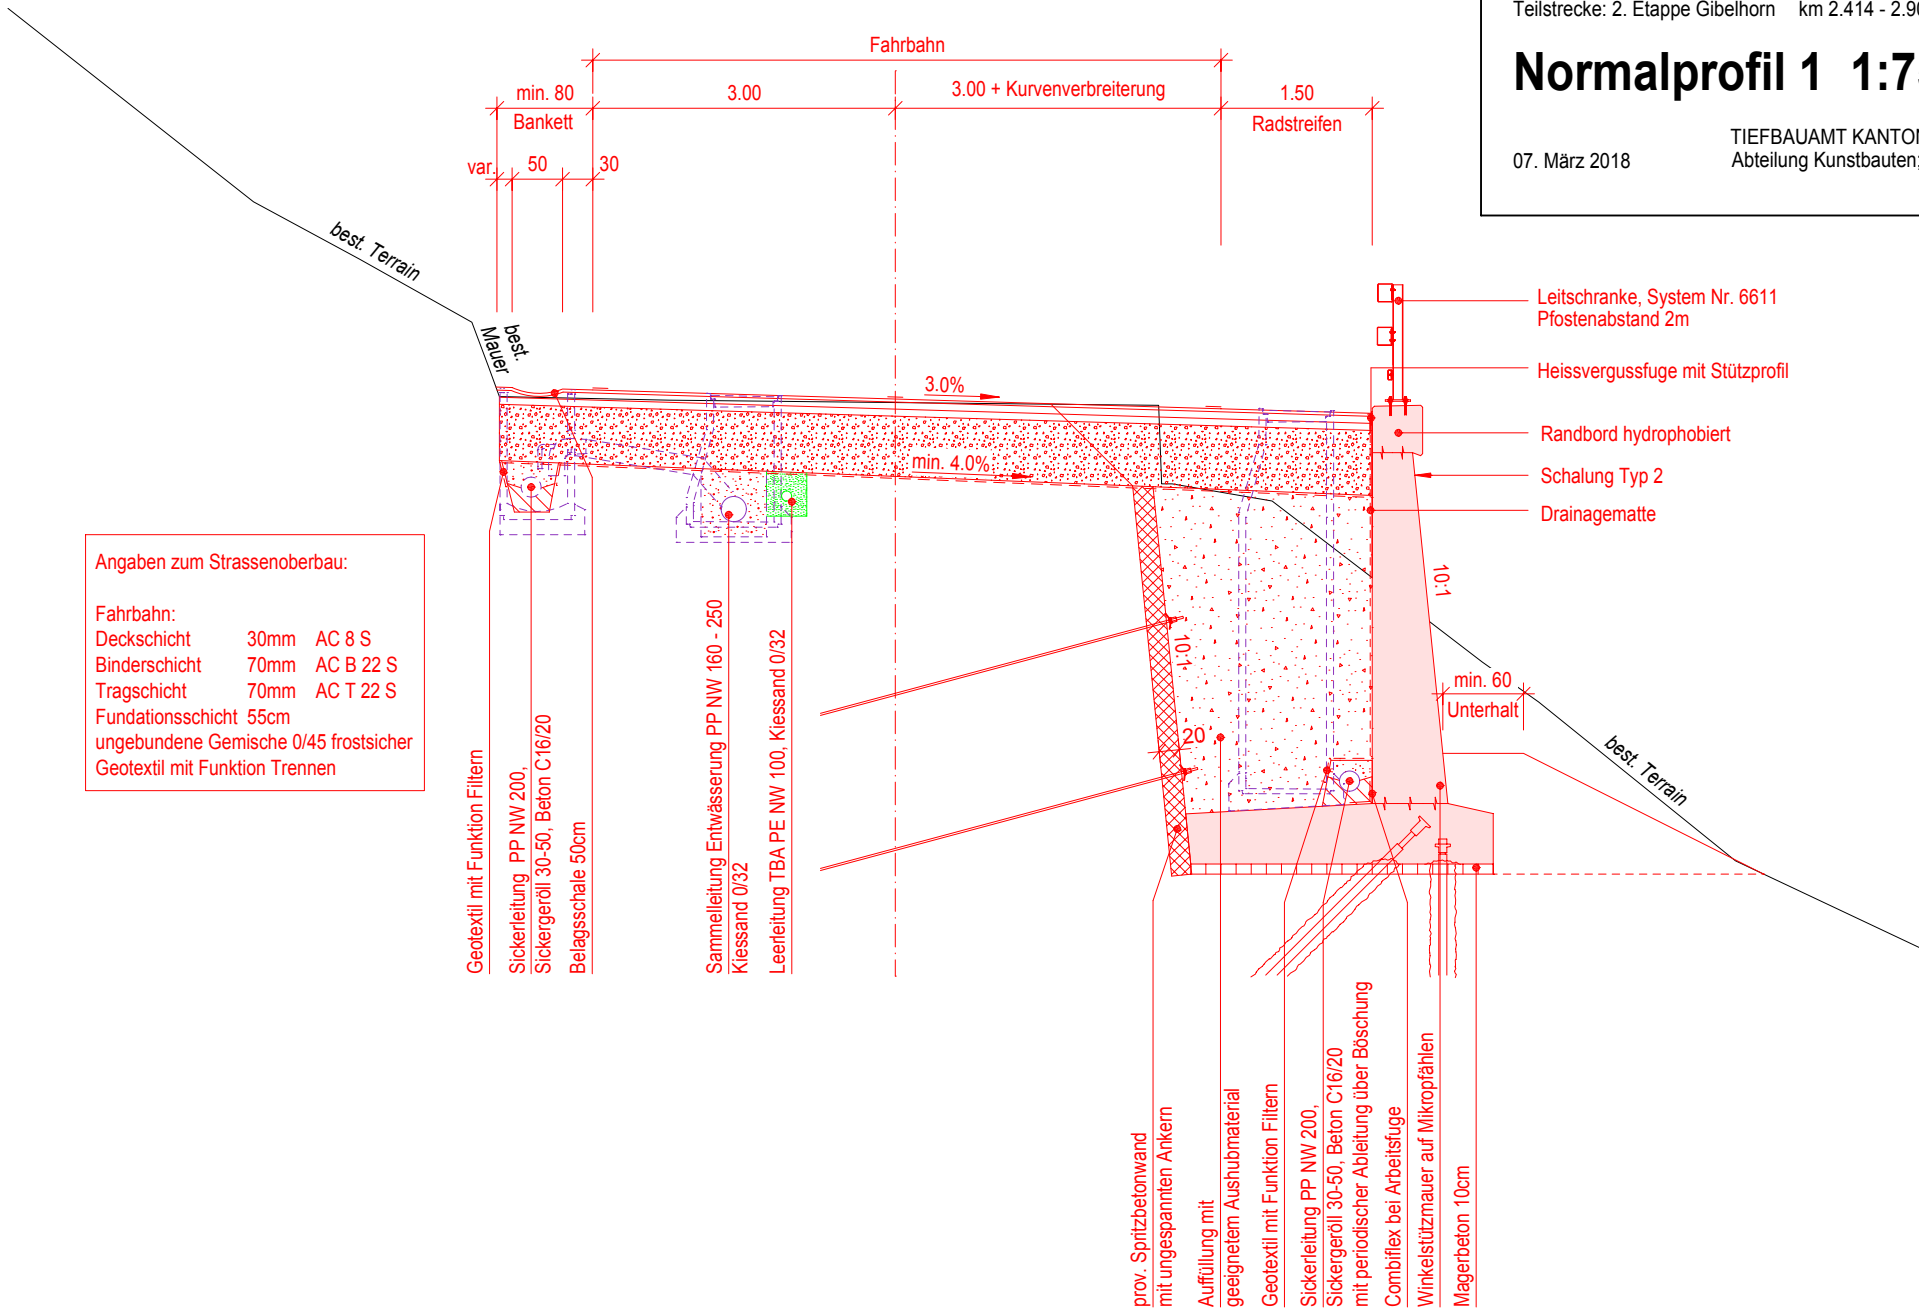 Teilstrecke: 2. Etappe Gibelhorn km 2.414 -
Normalprofil 1
TIEFBAUAMT
07. März 2018
Abteilung Kunstbauten;
Fahrbahn
min. 80
3.00
3.00 + Kurvenverbreiterung
1.50
Bankett
Radstreifen
var.
50
30
best. Terrain
best.
Mauer
Leitschranke, System Nr. 6611
Pfostenabstand 2m
3.0%
Heissvergussfuge mit Stützprofil
Randbord hydrophobiert
min. 4.0%
Schalung Typ 2
Drainagematte
Angaben zum Strassenoberbau:
Fahrbahn:
Deckschicht 30mm AC 8 S
Binderschicht 70mm AC B 22 S
Tragschicht 70mm AC T 22 S
Fundationsschicht 55cm
ungebundene Gemische 0/45 frostsicher
Geotextil mit Funktion Trennen
10:1
10:1
min. 60
Unterhalt
20
best. Terrain
Geotextil mit Funktion Filtern
Sickerleitung PP NW 200,
Sickergeröll 30-50, Beton C16/20
Belagsschale 50cm
Sammelleitung Entwässerung PP NW 160 - 250
Kiessand 0/32
Leerleitung TBA PE NW 100, Kiessand 0/32
prov. Spritzbetonwand
mit ungespannten Ankern
Auffüllung mit
geeignetem Aushubmaterial
Geotextil mit Funktion Filtern
Sickerleitung PP NW 200,
Sickergeröll 30-50, Beton C16/20
mit periodischer Ableitung über Böschung
Combiflex bei Arbeitsfuge
Winkelstützmauer auf Mikropfählen
Magerbeton 10cm